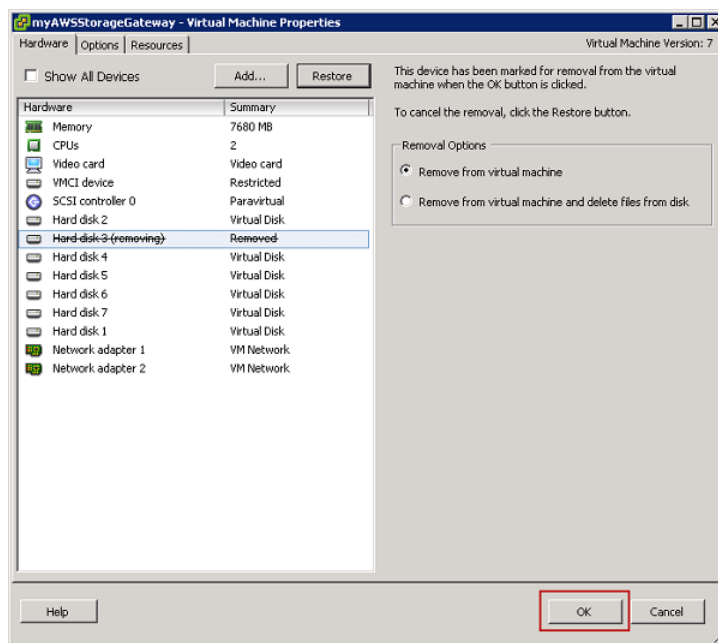 myAWSStorageGateway - Virtual Machine Properties
Hardware Options Resources Virtual Machine Version: 7
Show All Devices Add... Restore
Hardware Summary
Memory 7680 MB
CPUs 2
Video card Video card
VMCI device Restricted
SCSI controller 0 Paravirtual
Hard disk 2 Virtual Disk
Hard disk 3 (removing) Removed
Hard disk 4 Virtual Disk
Hard disk 5 Virtual Disk
Hard disk 6 Virtual Disk
Hard disk 7 Virtual Disk
Hard disk 1 Virtual Disk
Network adapter 1 VM Network
Network adapter 2 VM Network
This device has been marked for removal from the virtual
machine when the OK button is clicked.
To cancel the removal, click the Restore button.
Removal Options
Remove from virtual machine
Remove from virtual machine and delete files from disk
Help OK Cancel